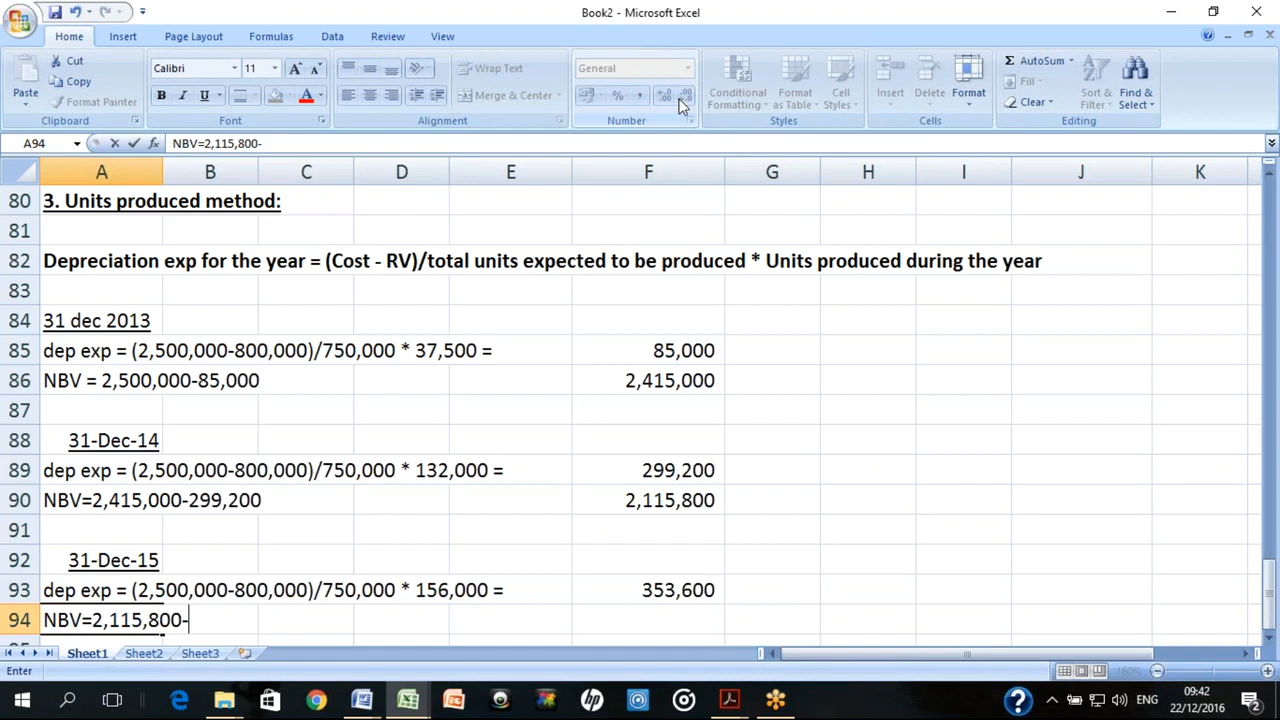 Book2 - Microsoft Excel
Home Insert Page Layout Formulas Data Review View
Paste Cut Copy Format Painter Clipboard
Calibri 11 A A B I U A Font
Wrap Text Merge & Center Alignment
General % , Number
Conditional Formatting Format as Table Cell Styles Styles
Insert Delete Format Cells
Σ AutoSum Fill Clear Sort & Filter Find & Select Editing
A94 fx NBV=2,115,800-
A B C D E F G H I J K
80 3. Units produced method:
81
82 Depreciation exp for the year = (Cost - RV)/total units expected to be produced * Units produced during the year
83
84 31 dec 2013
85 dep exp = (2,500,000-800,000)/750,000 * 37,500 = 85,000
86 NBV = 2,500,000-85,000 2,415,000
87
88 31-Dec-14
89 dep exp = (2,500,000-800,000)/750,000 * 132,000 = 299,200
90 NBV=2,415,000-299,200 2,115,800
91
92 31-Dec-15
93 dep exp = (2,500,000-800,000)/750,000 * 156,000 = 353,600
94 NBV=2,115,800-
Sheet1 Sheet2 Sheet3
Enter
hp ENG 09:42
22/12/2016 2